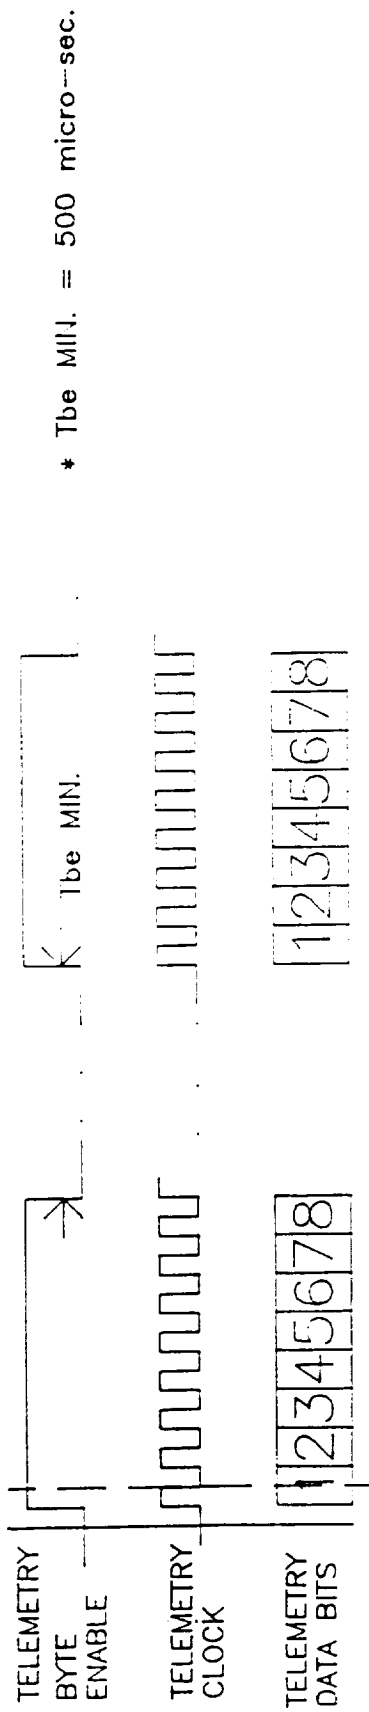 TELEMETRY
BYTE
ENABLE
Tbe MIN.
* Tbe MIN. = 500 micro-sec.
TELEMETRY
CLOCK
TELEMETRY
DATA BITS
1 2 3 4 5 6 7 8
1 2 3 4 5 6 7 8